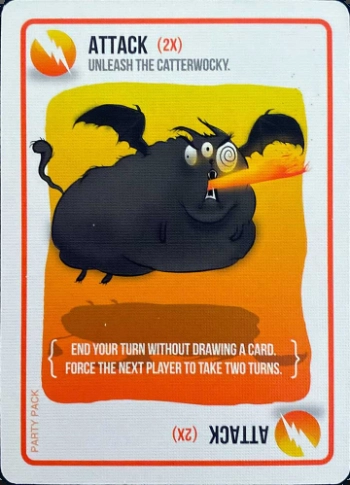 ATTACK (2X)
UNLEASH THE CATTERWOCKY.
END YOUR TURN WITHOUT DRAWING A CARD.
FORCE THE NEXT PLAYER TO TAKE TWO TURNS.
PARTY PACK
ATTACK (2X)